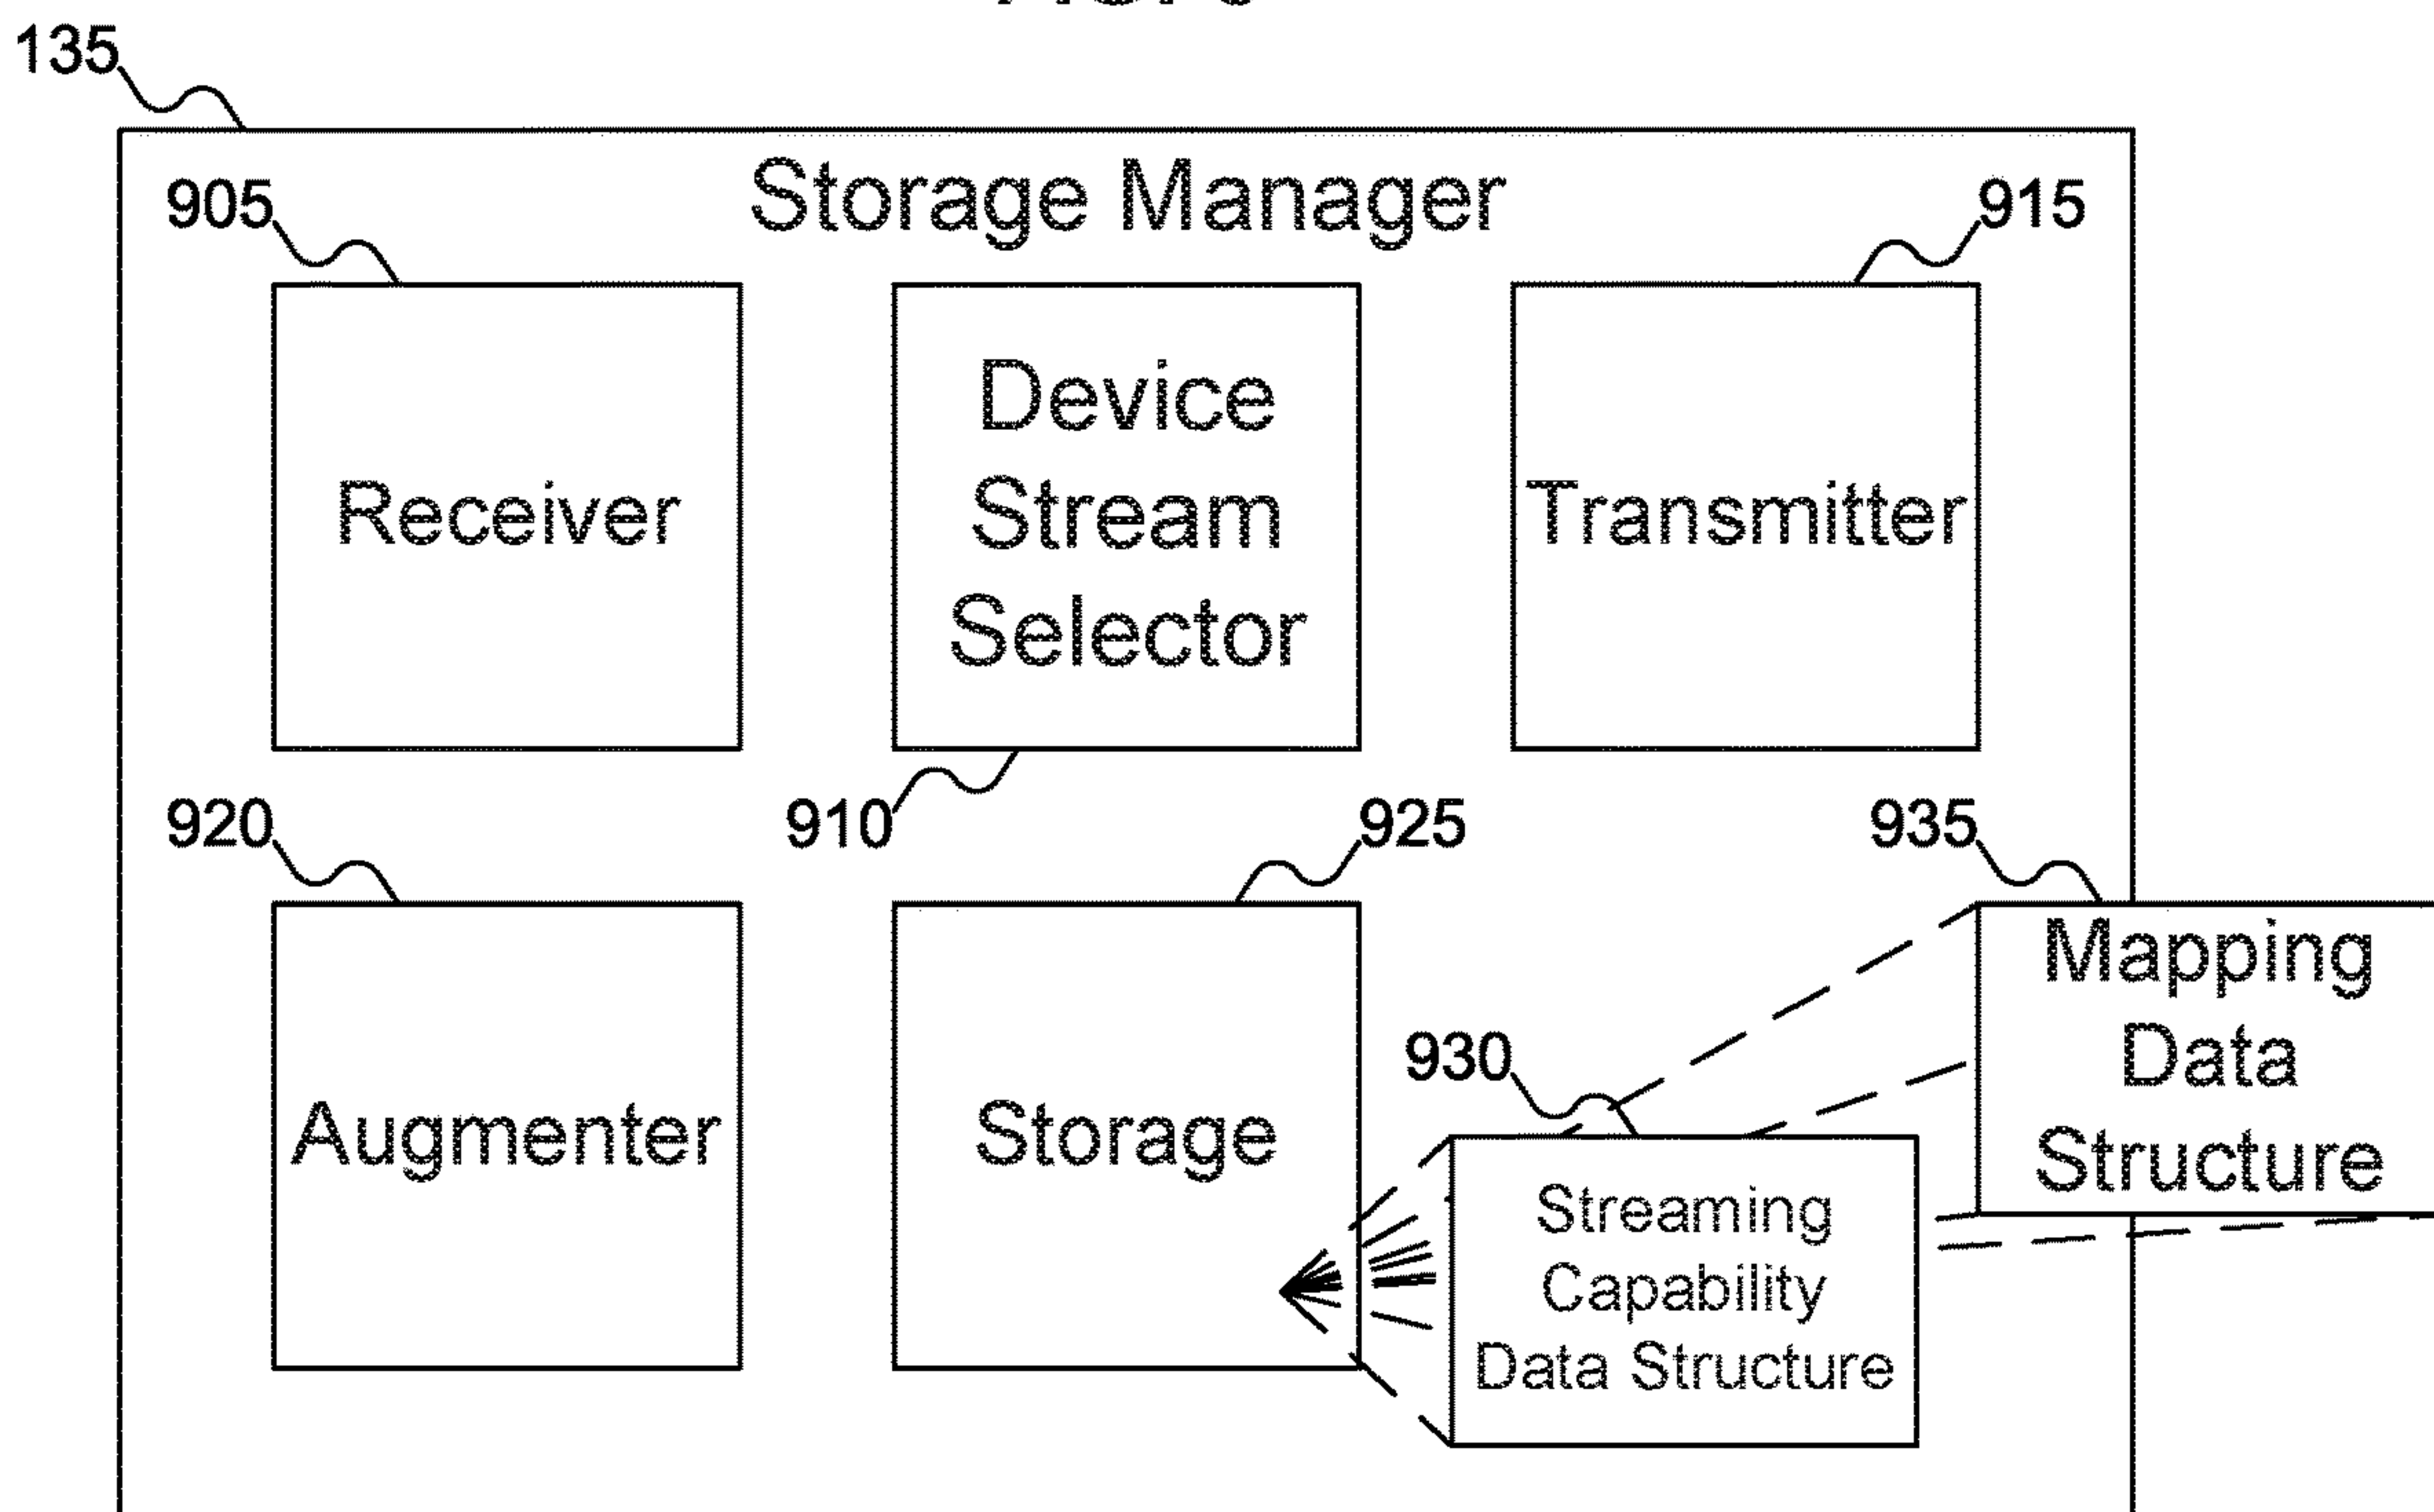 135
Storage Manager
905
915
Receiver
Device
Stream
Selector
Transmitter
920
910
925
935
Augmenter
Storage
930
Mapping
Data
Structure
Streaming
Capability
Data Structure